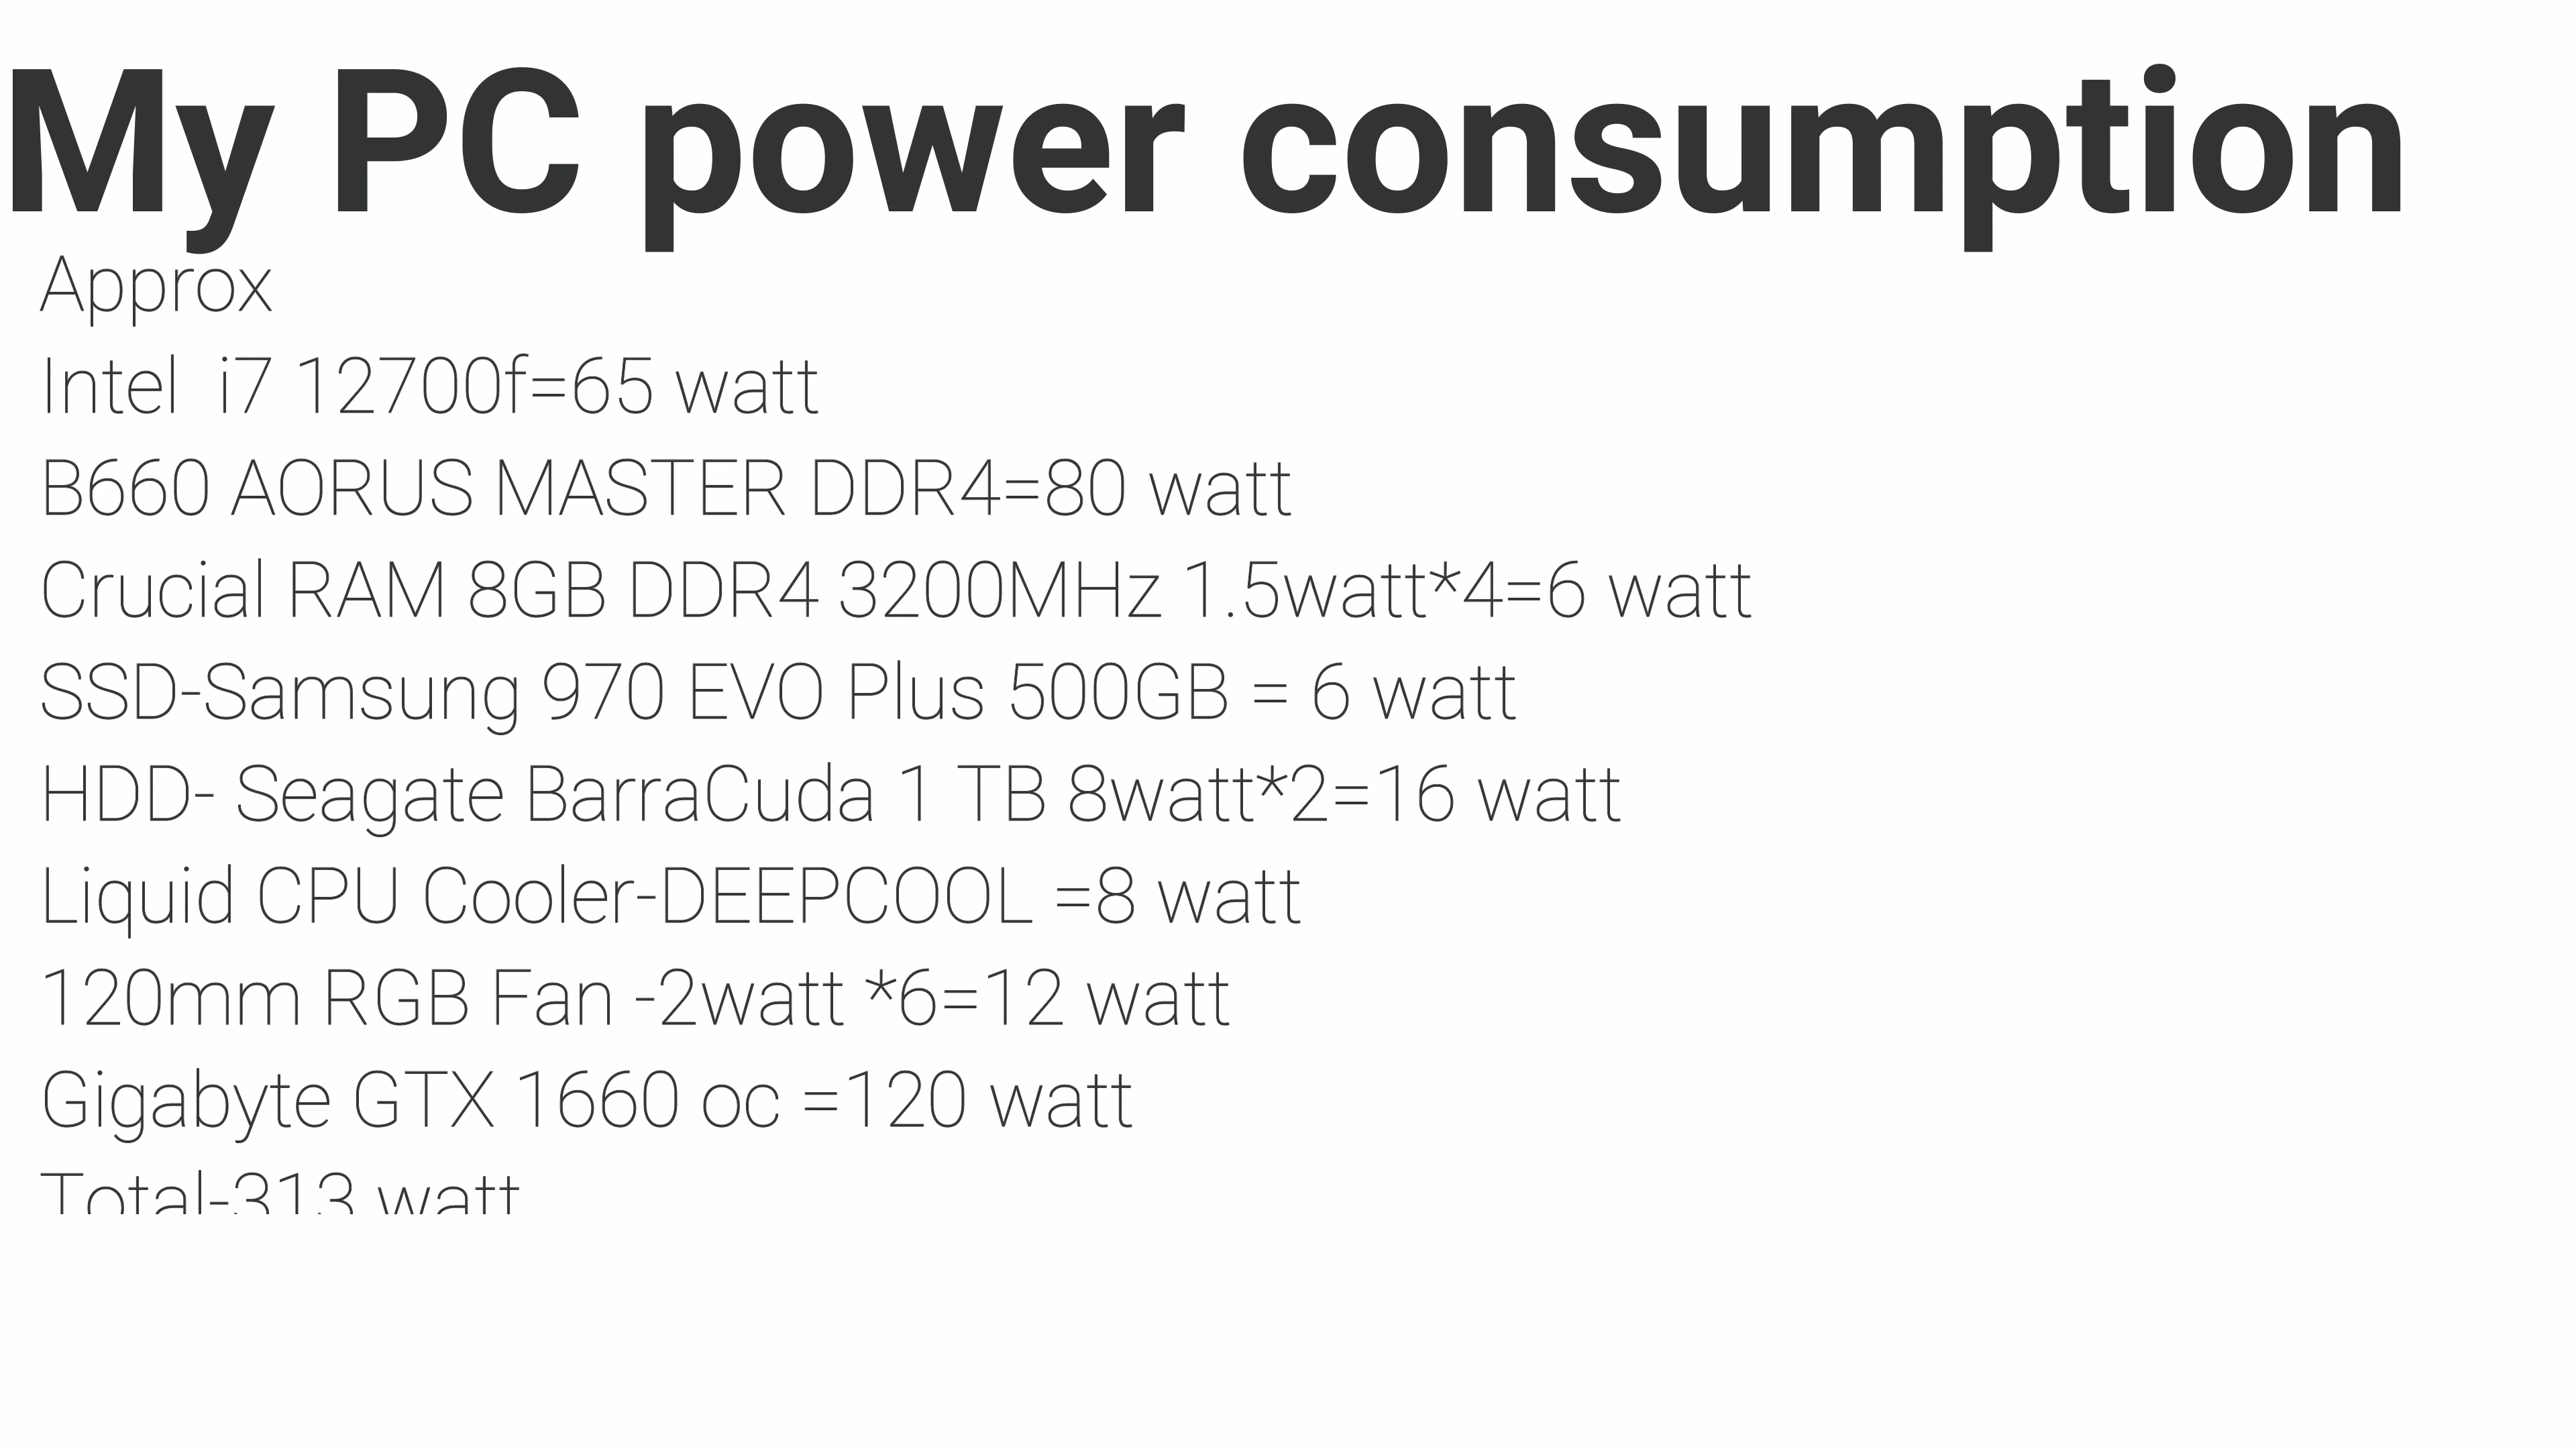 My PC power consumption
Approx
Intel  i7 12700f=65 watt
B660 AORUS MASTER DDR4=80 watt
Crucial RAM 8GB DDR4 3200MHz 1.5watt*4=6 watt
SSD-Samsung 970 EVO Plus 500GB = 6 watt
HDD- Seagate BarraCuda 1 TB 8watt*2=16 watt
Liquid CPU Cooler-DEEPCOOL =8 watt
120mm RGB Fan -2watt *6=12 watt
Gigabyte GTX 1660 oc =120 watt
Total-313 watt